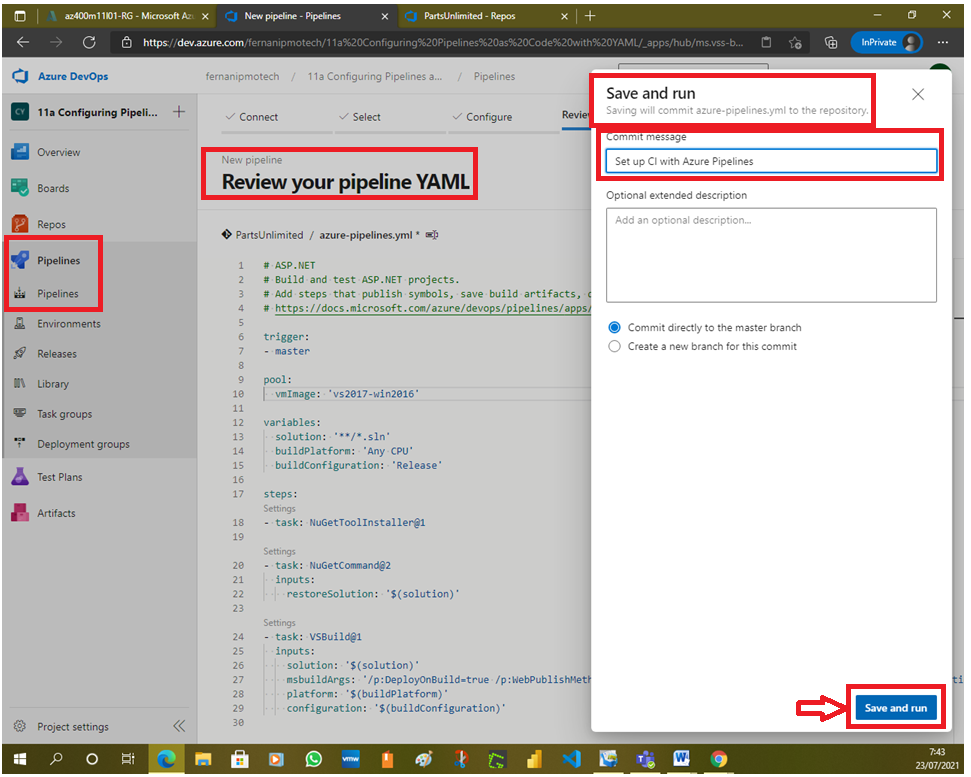 az400m11l01-RG - Microsoft Az
New pipeline - Pipelines
PartsUnlimited - Repos
https://dev.azure.com/fernanipmotech/11a%20Configuring%20Pipelines%20as%20Code%20with%20YAML/_apps/hub/ms.vss-b...
InPrivate
Azure DevOps
fernanipmotech / 11a Configuring Pipelines a... / Pipelines
CY
11a Configuring Pipeli...
Overview
Boards
Repos
Pipelines
Pipelines
Environments
Releases
Library
Task groups
Deployment groups
Test Plans
Artifacts
Project settings
Connect
Select
Configure
Review
New pipeline
Review your pipeline YAML
PartsUnlimited / azure-pipelines.yml *
1 # ASP.NET
2 # Build and test ASP.NET projects.
3 # Add steps that publish symbols, save build artifacts,
4 # https://docs.microsoft.com/azure/devops/pipelines/apps/
5
6 trigger:
7 - master
8
9 pool:
10 vmImage: 'vs2017-win2016'
11
12 variables:
13 solution: '**/*.sln'
14 buildPlatform: 'Any CPU'
15 buildConfiguration: 'Release'
16
17 steps:
Settings
18 - task: NuGetToolInstaller@1
19
Settings
20 - task: NuGetCommand@2
21 inputs:
22 restoreSolution: '$(solution)'
23
Settings
24 - task: VSBuild@1
25 inputs:
26 solution: '$(solution)'
27 msbuildArgs: '/p:DeployOnBuild=true /p:WebPublishMeth
28 platform: '$(buildPlatform)'
29 configuration: '$(buildConfiguration)'
30
Save and run
Saving will commit azure-pipelines.yml to the repository.
Commit message
Set up CI with Azure Pipelines
Optional extended description
Add an optional description...
Commit directly to the master branch
Create a new branch for this commit
Save and run
vmw
7:43
23/07/2021